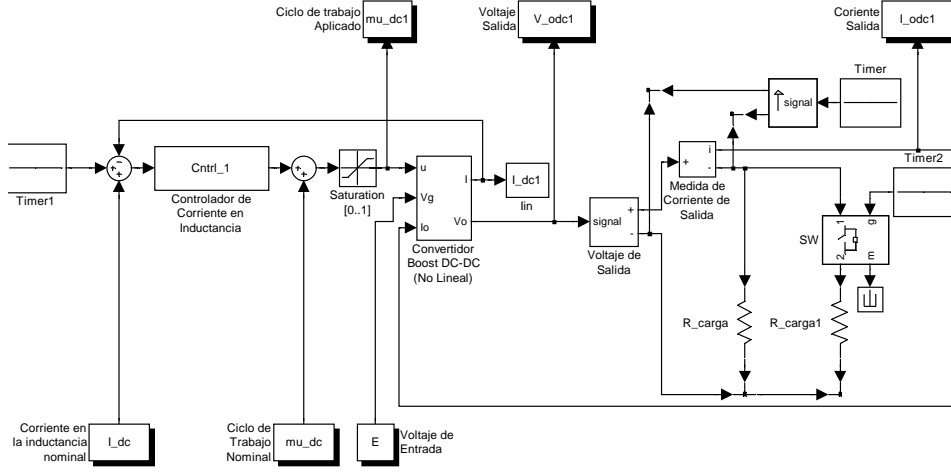 Ciclo de trabajo
Aplicado
mu_dc1
Voltaje
Salida
V_odc1
Coriente
Salida
I_odc1
Timer
signal
Timer1
Cntrl_1
Controlador de
Corriente en
Inductancia
Saturation
[0..1]
u
Vg
Io
I
Vo
Convertidor
Boost DC-DC
(No Lineal)
I_dc1
Iin
signal
+
-
Voltaje de
Salida
+
i
-
Medida de
Corriente de
Salida
Timer2
SW
1
g
2
m
R_carga
R_carga1
Corriente en
la inductancia
nominal
I_dc
Ciclo de
Trabajo
Nominal
mu_dc
E
Voltaje de
Entrada